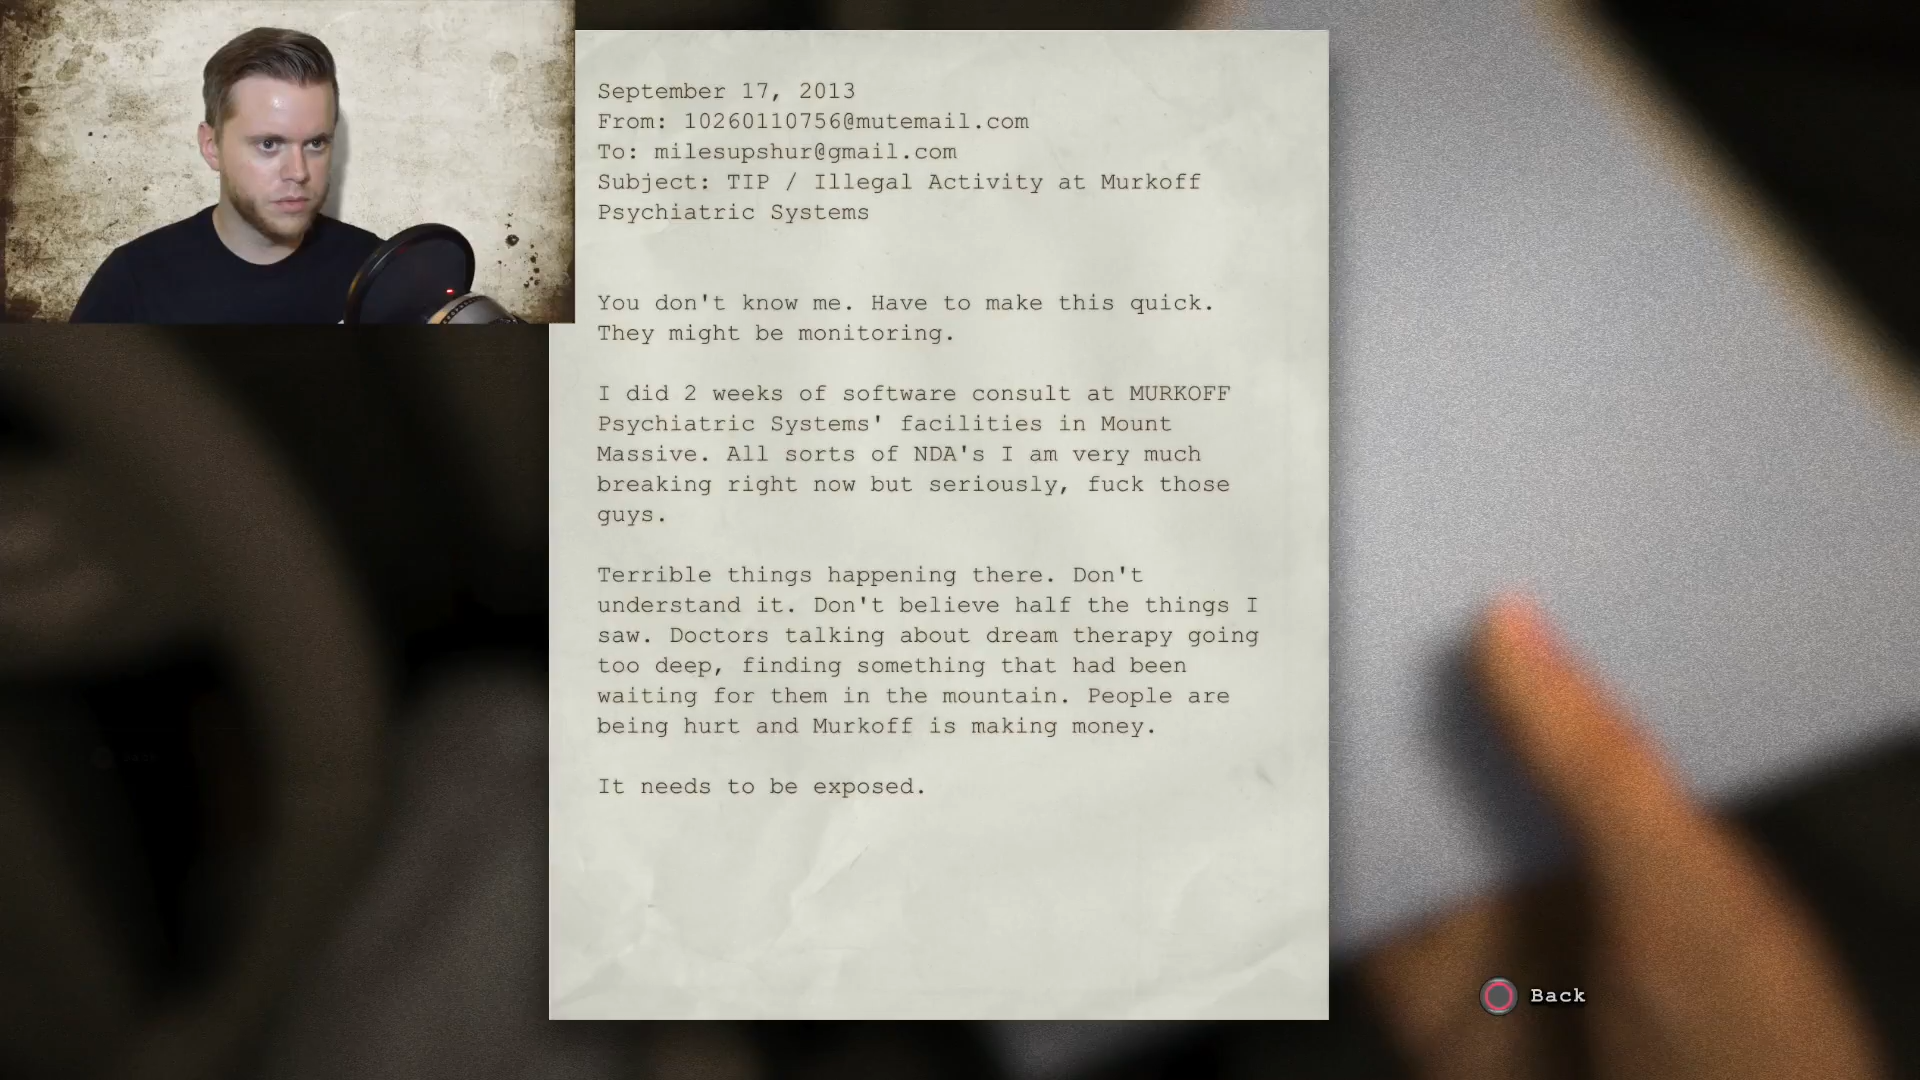 September 17, 2013
From: 10260110756@mutemail.com
To: milesupshur@gmail.com
Subject: TIP / Illegal Activity at Murkoff
Psychiatric Systems
You don't know me. Have to make this quick.
They might be monitoring.
I did 2 weeks of software consult at MURKOFF
Psychiatric Systems' facilities in Mount
Massive. All sorts of NDA's I am very much
breaking right now but seriously, fuck those
guys.
Terrible things happening there. Don't
understand it. Don't believe half the things I
saw. Doctors talking about dream therapy going
too deep, finding something that had been
waiting for them in the mountain. People are
being hurt and Murkoff is making money.
It needs to be exposed.
Back